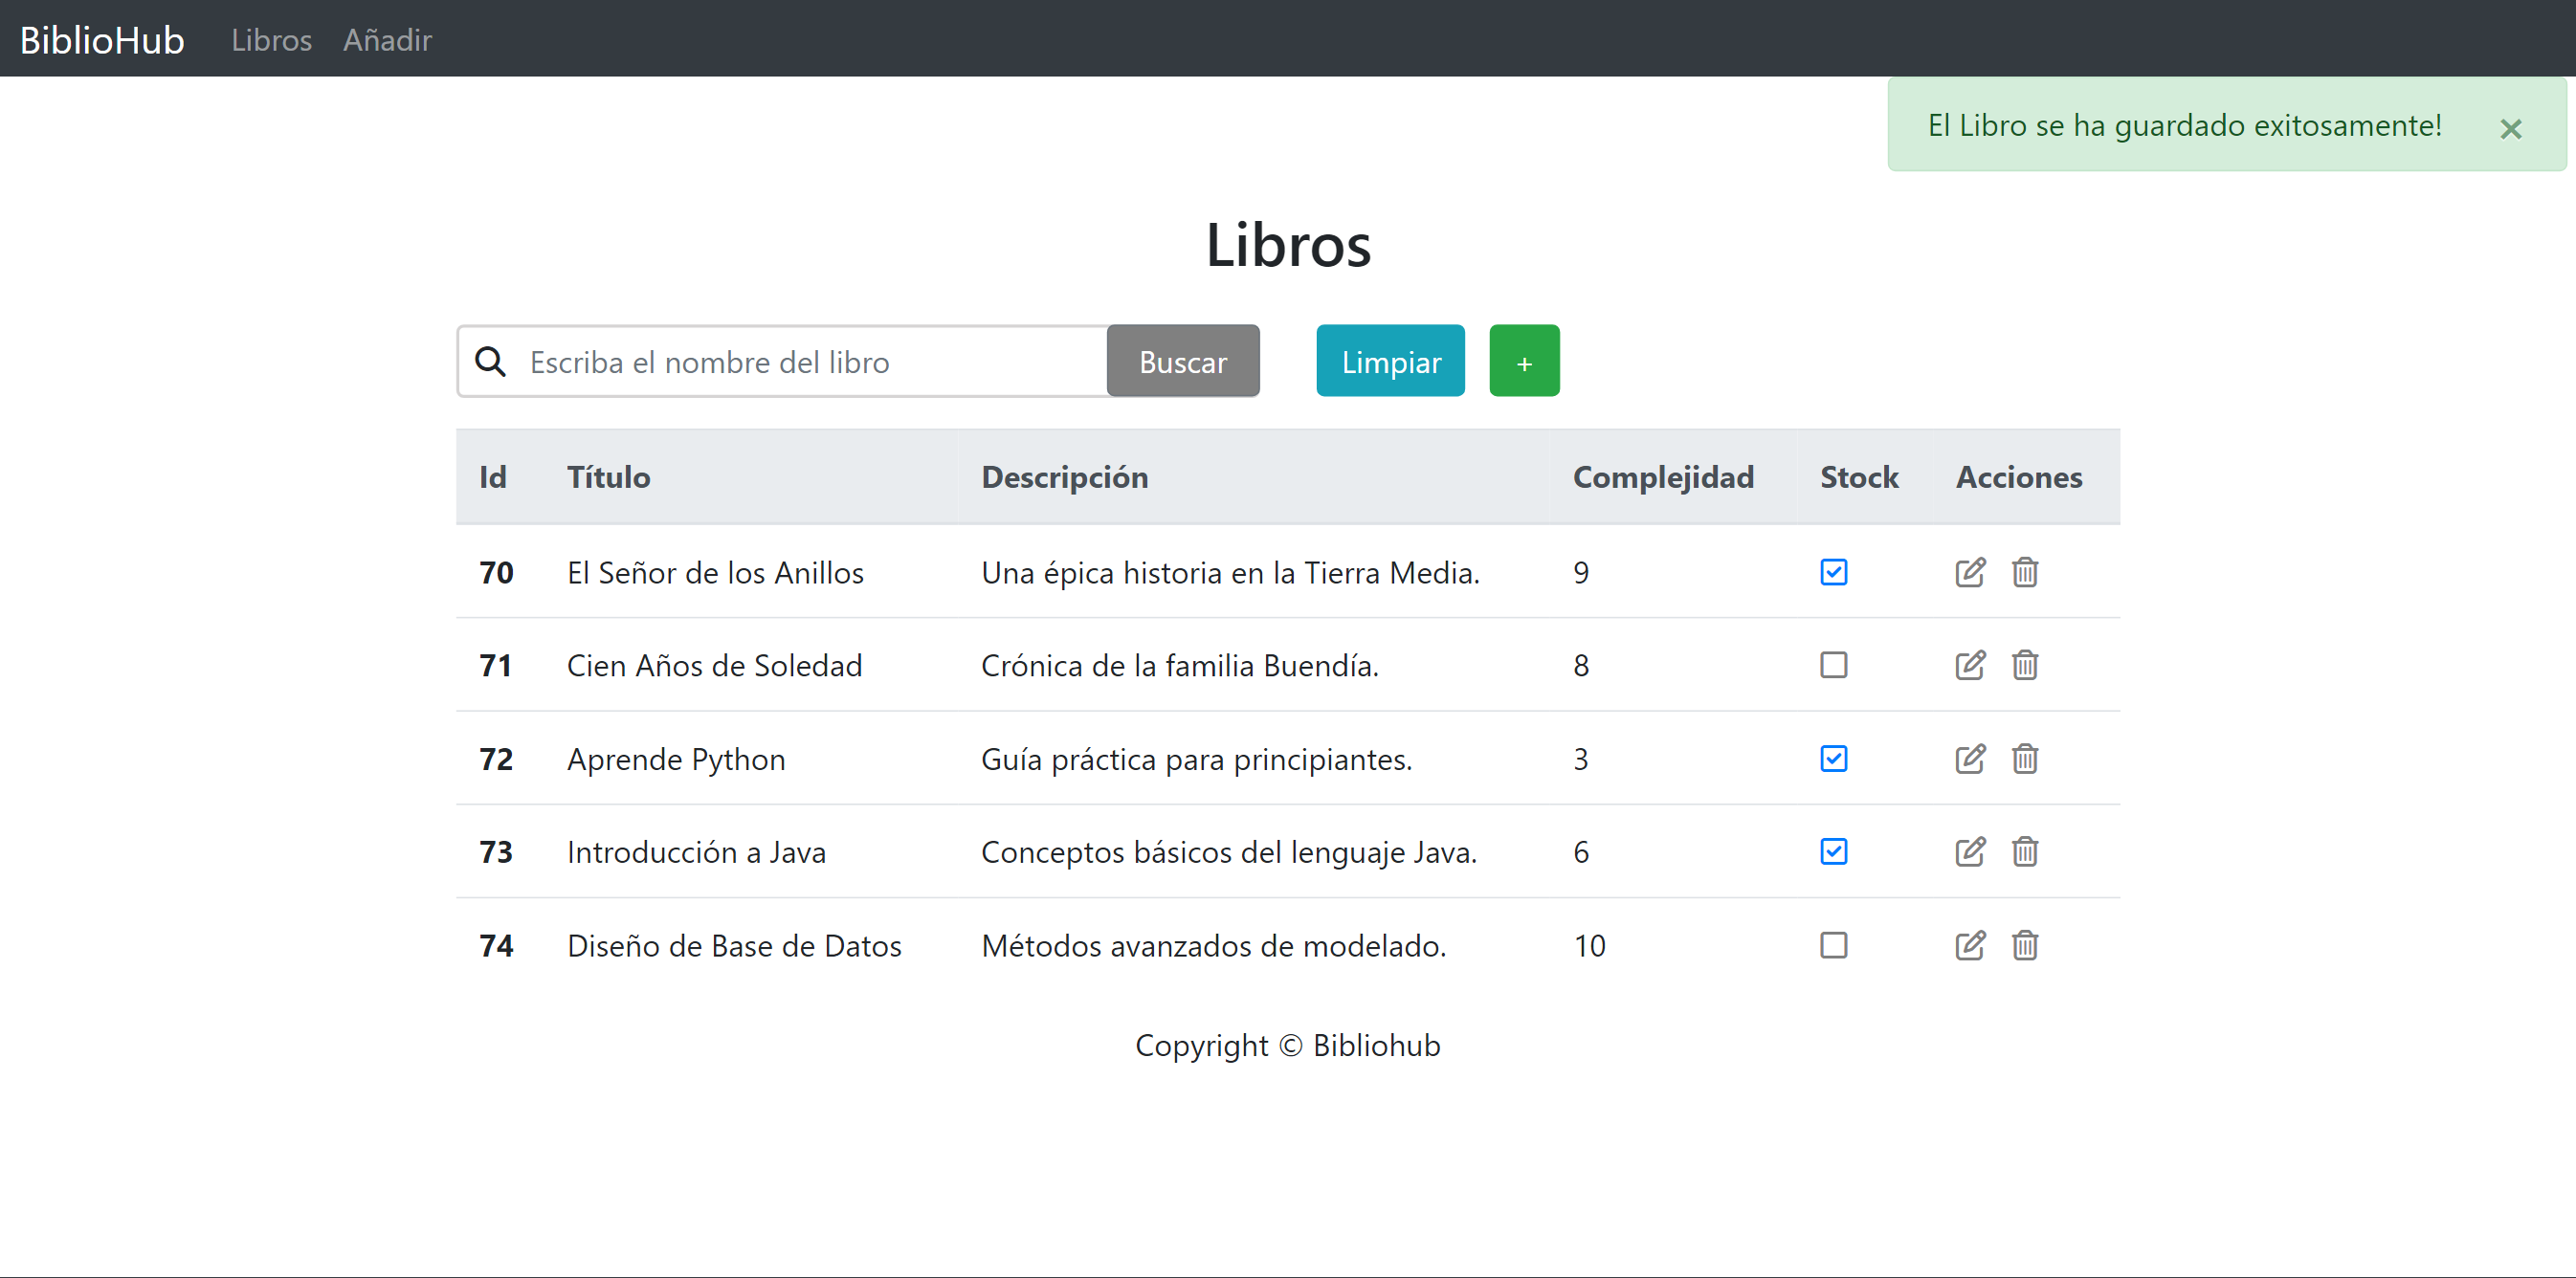 BiblioHub Libros Añadir
El Libro se ha guardado exitosamente! ×
Libros
Escriba el nombre del libro Buscar Limpiar +
Id Título Descripción Complejidad Stock Acciones
70 El Señor de los Anillos Una épica historia en la Tierra Media. 9
71 Cien Años de Soledad Crónica de la familia Buendía. 8
72 Aprende Python Guía práctica para principiantes. 3
73 Introducción a Java Conceptos básicos del lenguaje Java. 6
74 Diseño de Base de Datos Métodos avanzados de modelado. 10
Copyright © Bibliohub